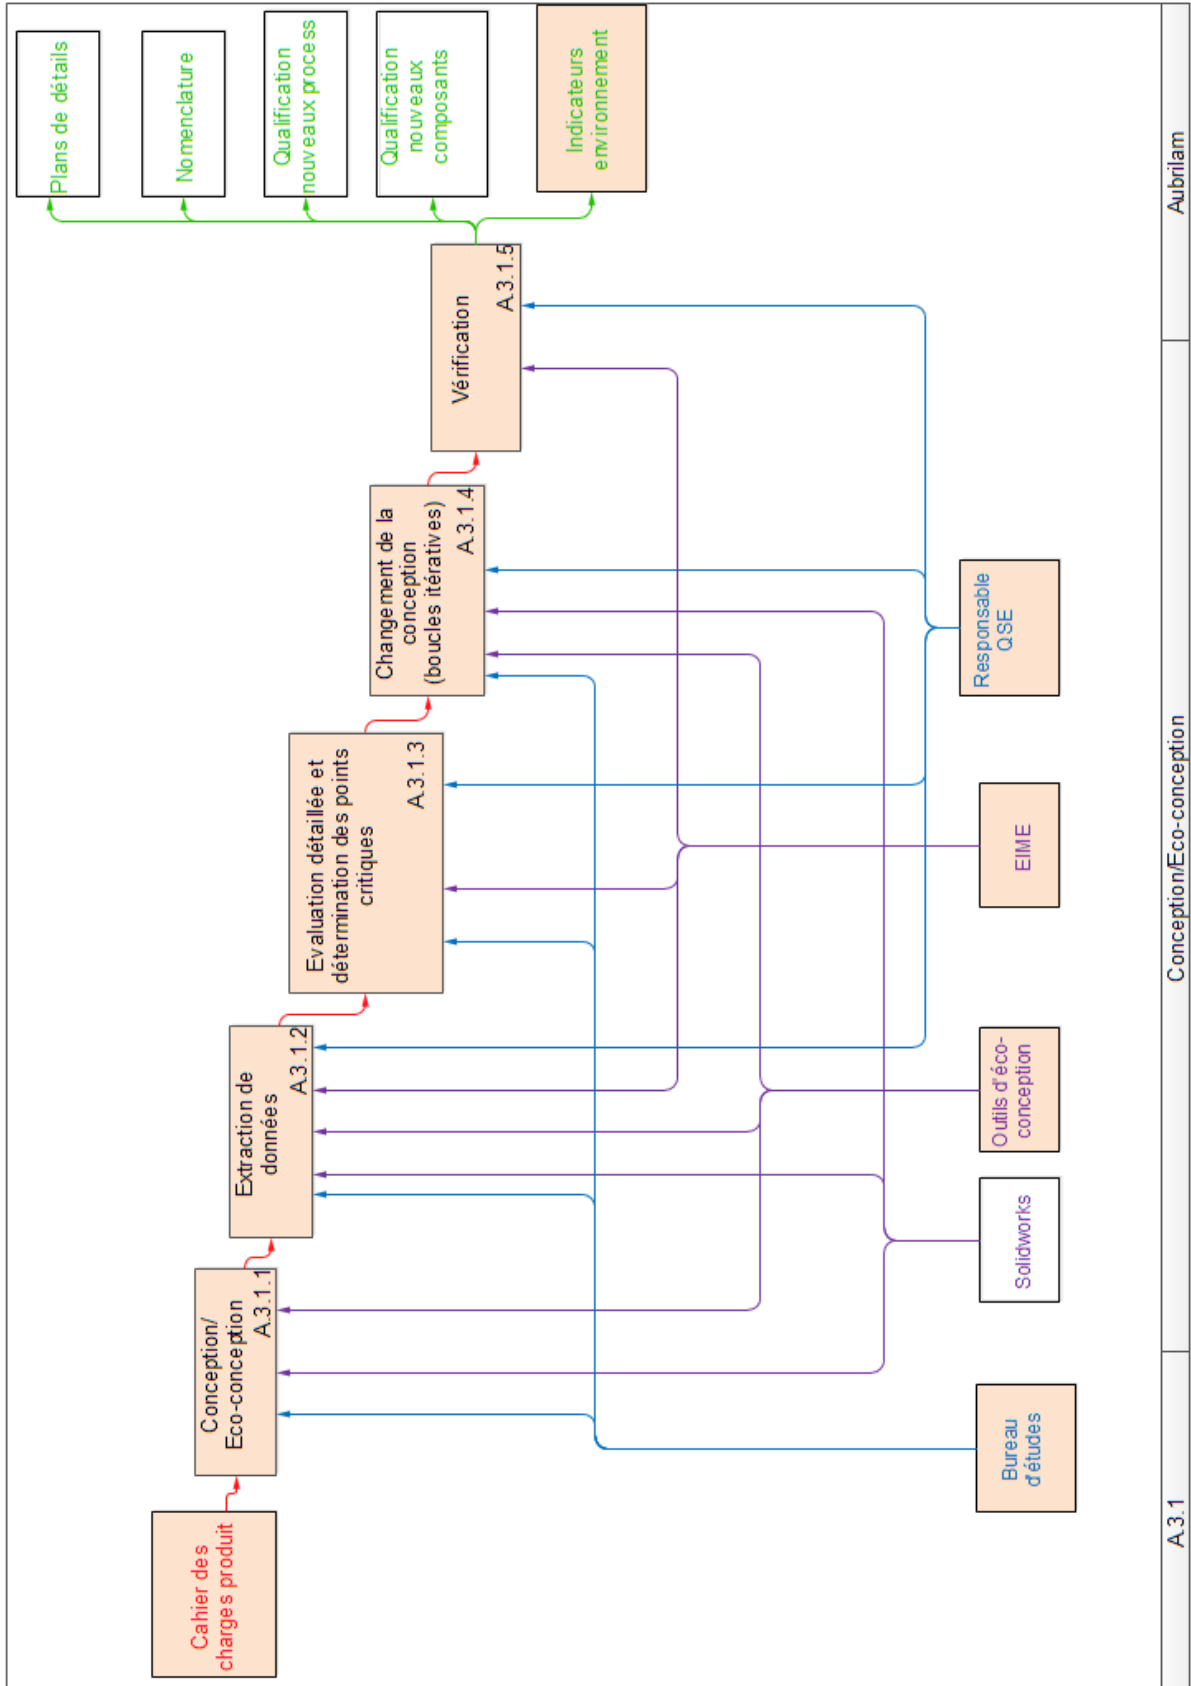 Cahier des
charges produit
Conception/
Eco-conception
A.3.1.1
Extraction de
données
A.3.1.2
Evaluation détaillée et
détermination des points
critiques
A.3.1.3
Changement de la
conception
(boucles itératives)
A.3.1.4
Vérification
A.3.1.5
Plans de détails
Nomenclature
Qualification
nouveaux process
Qualification
nouveaux
composants
Indicateurs
environnement
Bureau
d'études
Solidworks
Outils d'éco-
conception
EIME
Responsable
QSE
A.3.1
Conception/Eco-conception
Aubrilam